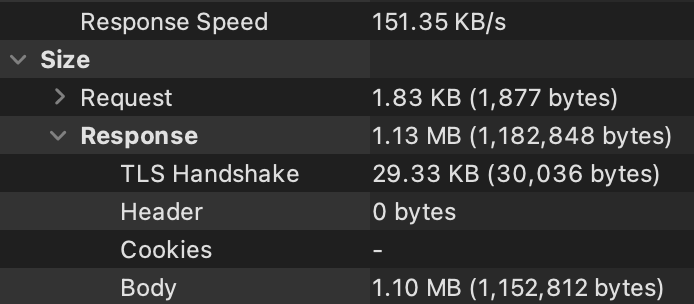 Response Speed 151.35 KB/s
Size
Request 1.83 KB (1,877 bytes)
Response 1.13 MB (1,182,848 bytes)
TLS Handshake 29.33 KB (30,036 bytes)
Header 0 bytes
Cookies -
Body 1.10 MB (1,152,812 bytes)